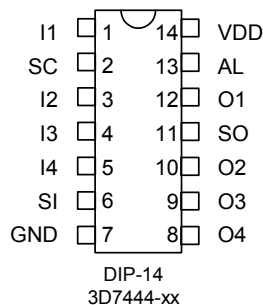 I1 1 14 VDD
SC 2 13 AL
I2 3 12 O1
I3 4 11 SO
I4 5 10 O2
SI 6 9 O3
GND 7 8 O4
DIP-14
3D7444-xx